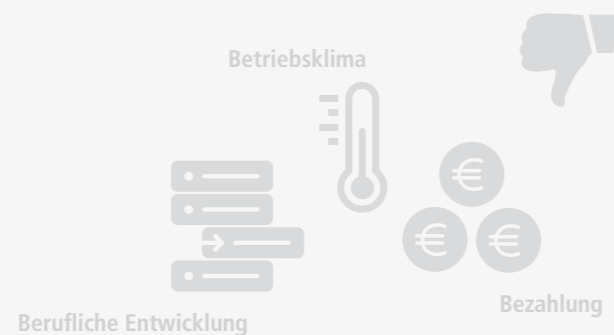 Betriebsklima
€
€
€
Bezahlung
Berufliche Entwicklung